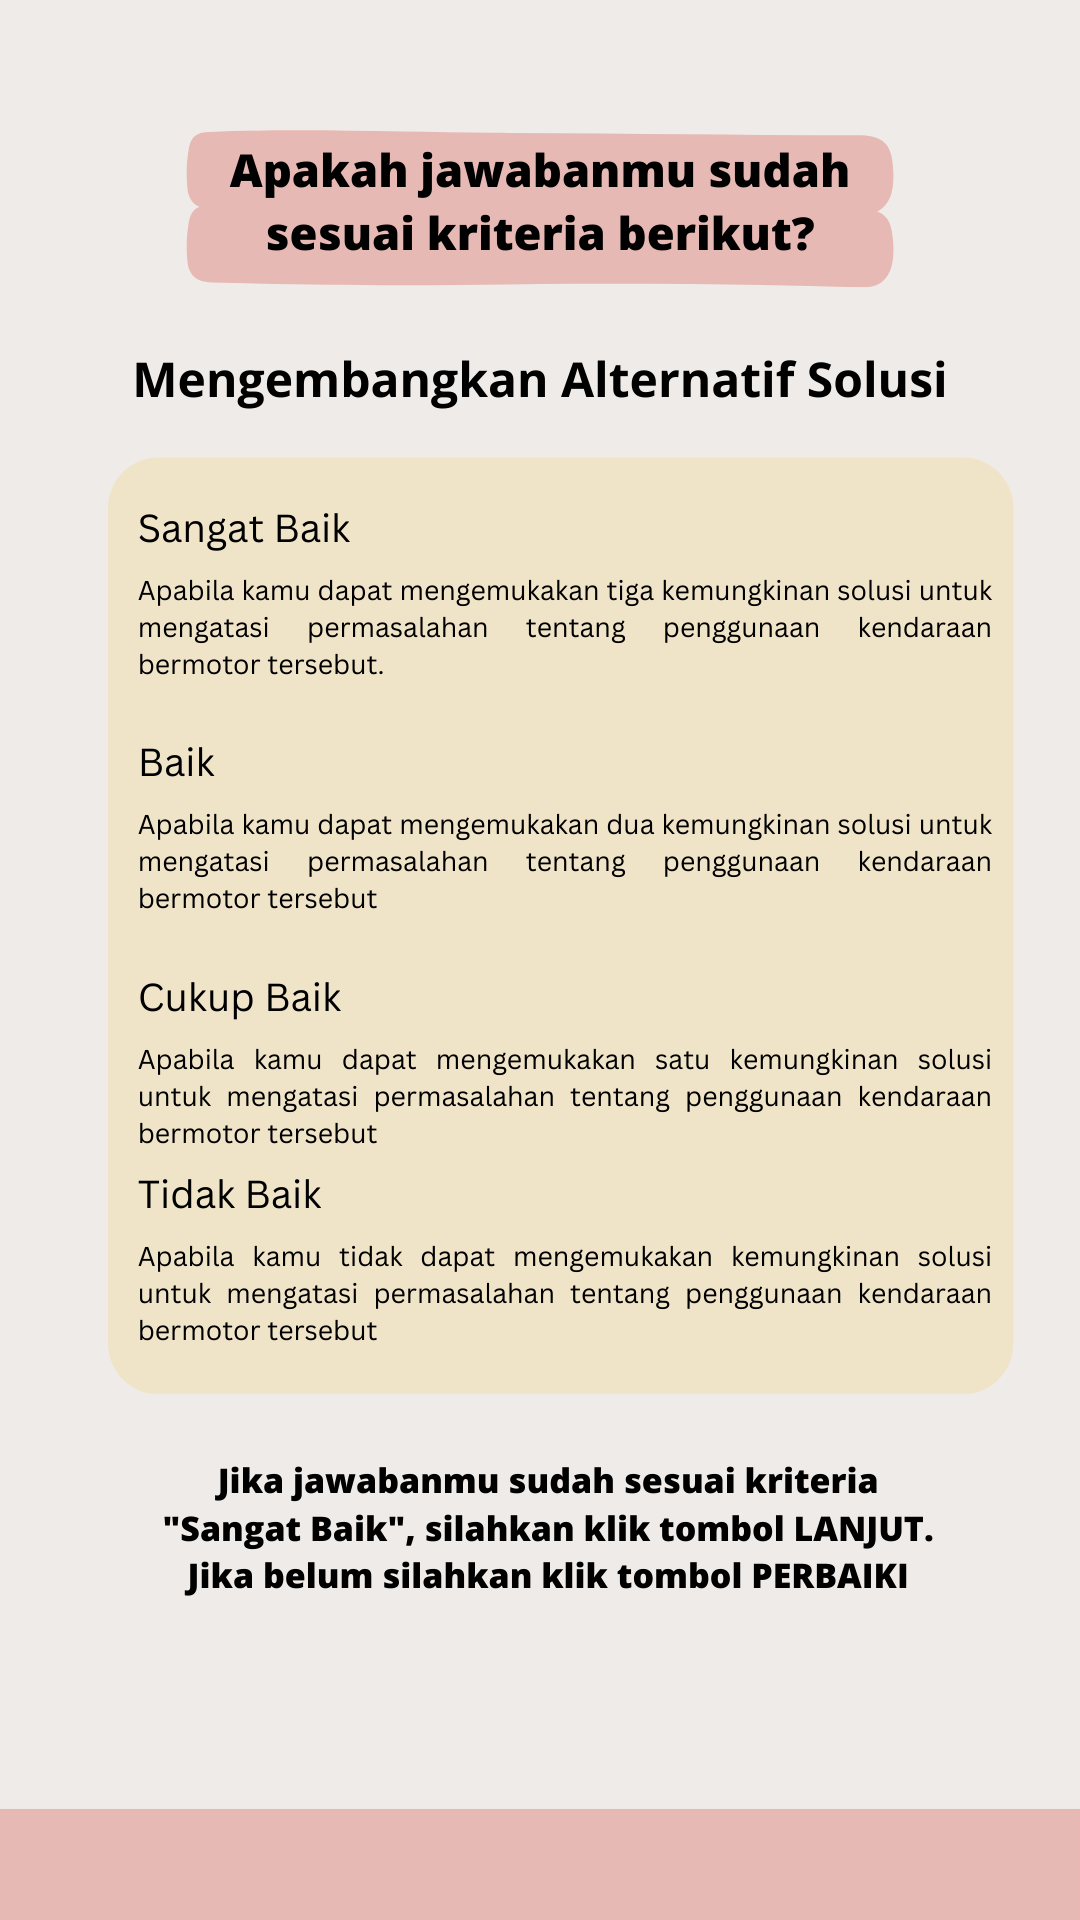 Apakah jawabanmu sudah
sesuai kriteria berikut?
Mengembangkan Alternatif Solusi
Sangat Baik
Apabila kamu dapat mengemukakan tiga kemungkinan solusi untuk
mengatasi permasalahan tentang penggunaan kendaraan
bermotor tersebut.
Baik
Apabila kamu dapat mengemukakan dua kemungkinan solusi untuk
mengatasi permasalahan tentang penggunaan kendaraan
bermotor tersebut
Cukup Baik
Apabila kamu dapat mengemukakan satu kemungkinan solusi
untuk mengatasi permasalahan tentang penggunaan kendaraan
bermotor tersebut
Tidak Baik
Apabila kamu tidak dapat mengemukakan kemungkinan solusi
untuk mengatasi permasalahan tentang penggunaan kendaraan
bermotor tersebut
Jika jawabanmu sudah sesuai kriteria
"Sangat Baik", silahkan klik tombol LANJUT.
Jika belum silahkan klik tombol PERBAIKI